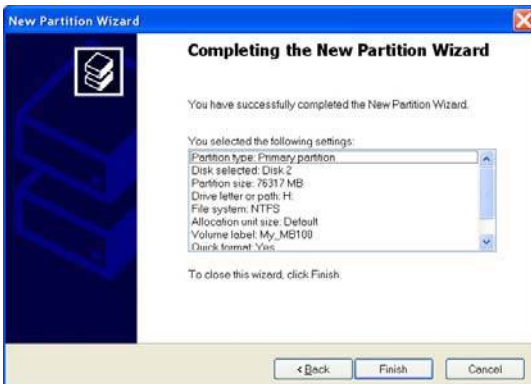 New Partition Wizard
Completing the New Partition Wizard
You have successfully completed the New Partition Wizard.
You selected the following settings:
Partition type: Primary partition
Disk selected: Disk 2
Partition size: 76317 MB
Drive letter or path: H:
File system: NTFS
Allocation unit size: Default
Volume label: My_MB100
Quick format: Yes
To close this wizard, click Finish.
< Back
Finish
Cancel